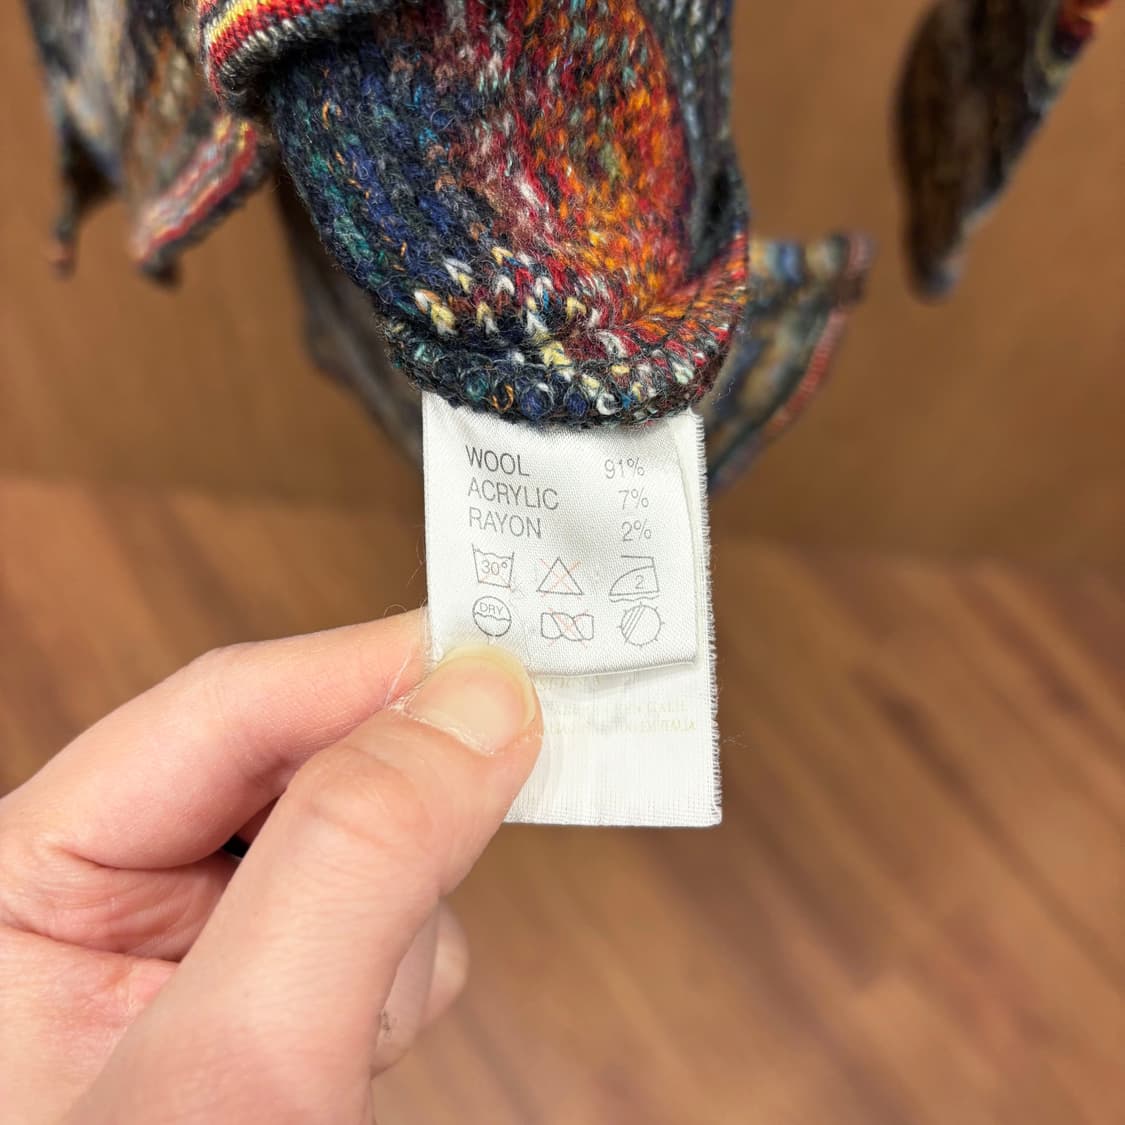 WOOL 91%
ACRYLIC 7%
RAYON 2%
30° 2
DRY